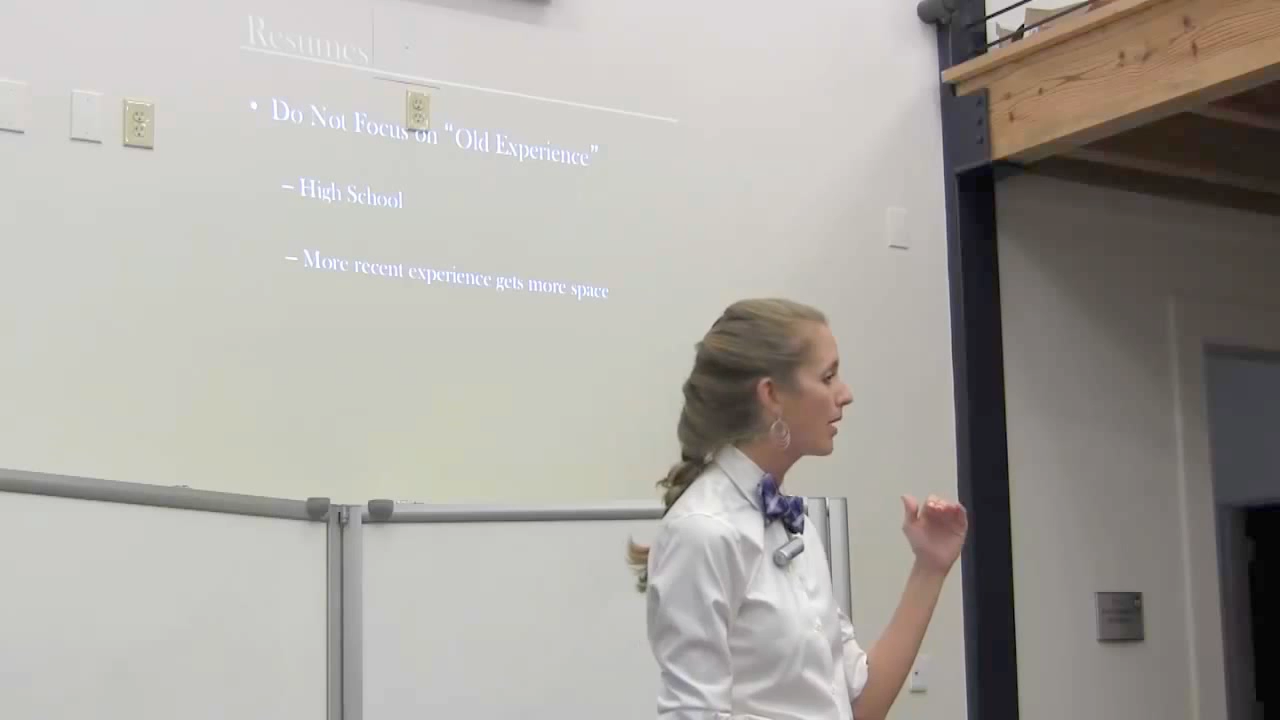 Resumes
• Do Not Focus on “Old Experience”
– High School
– More recent experience gets more space